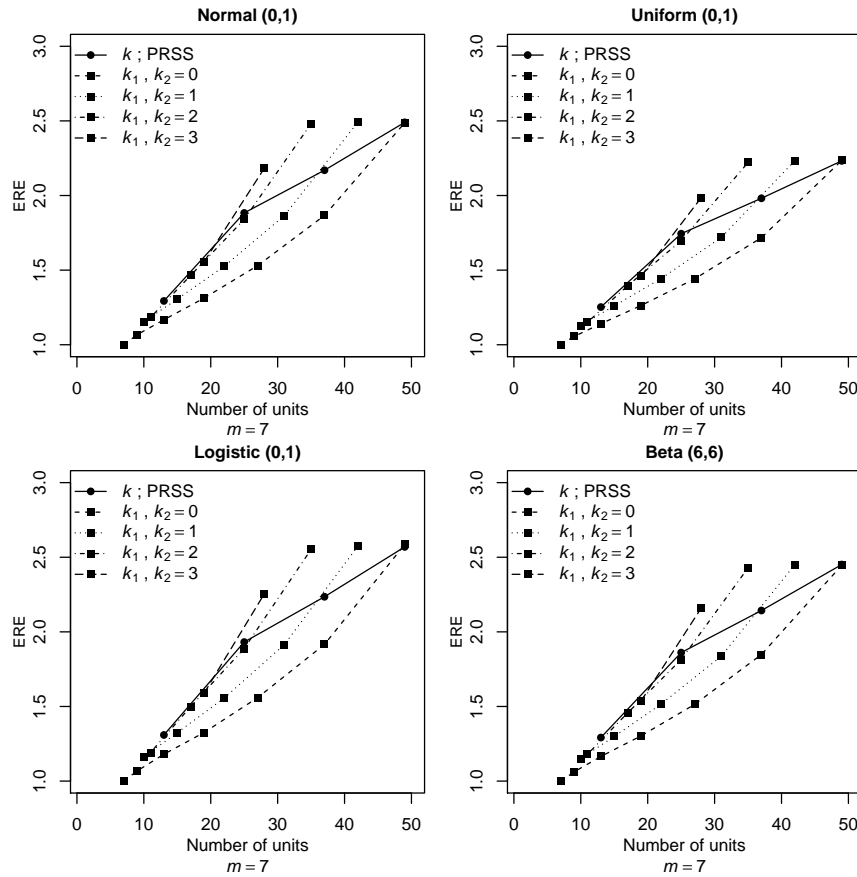 Normal (0,1)
3.0
2.5
2.0
1.5
1.0
ERE
k ; PRSS
k1 , k2 = 0
k1 , k2 = 1
k1 , k2 = 2
k1 , k2 = 3
0 10 20 30 40 50
Number of units
m = 7
Uniform (0,1)
3.0
2.5
2.0
1.5
1.0
ERE
k ; PRSS
k1 , k2 = 0
k1 , k2 = 1
k1 , k2 = 2
k1 , k2 = 3
0 10 20 30 40 50
Number of units
m = 7
Logistic (0,1)
3.0
2.5
2.0
1.5
1.0
ERE
k ; PRSS
k1 , k2 = 0
k1 , k2 = 1
k1 , k2 = 2
k1 , k2 = 3
0 10 20 30 40 50
Number of units
m = 7
Beta (6,6)
3.0
2.5
2.0
1.5
1.0
ERE
k ; PRSS
k1 , k2 = 0
k1 , k2 = 1
k1 , k2 = 2
k1 , k2 = 3
0 10 20 30 40 50
Number of units
m = 7